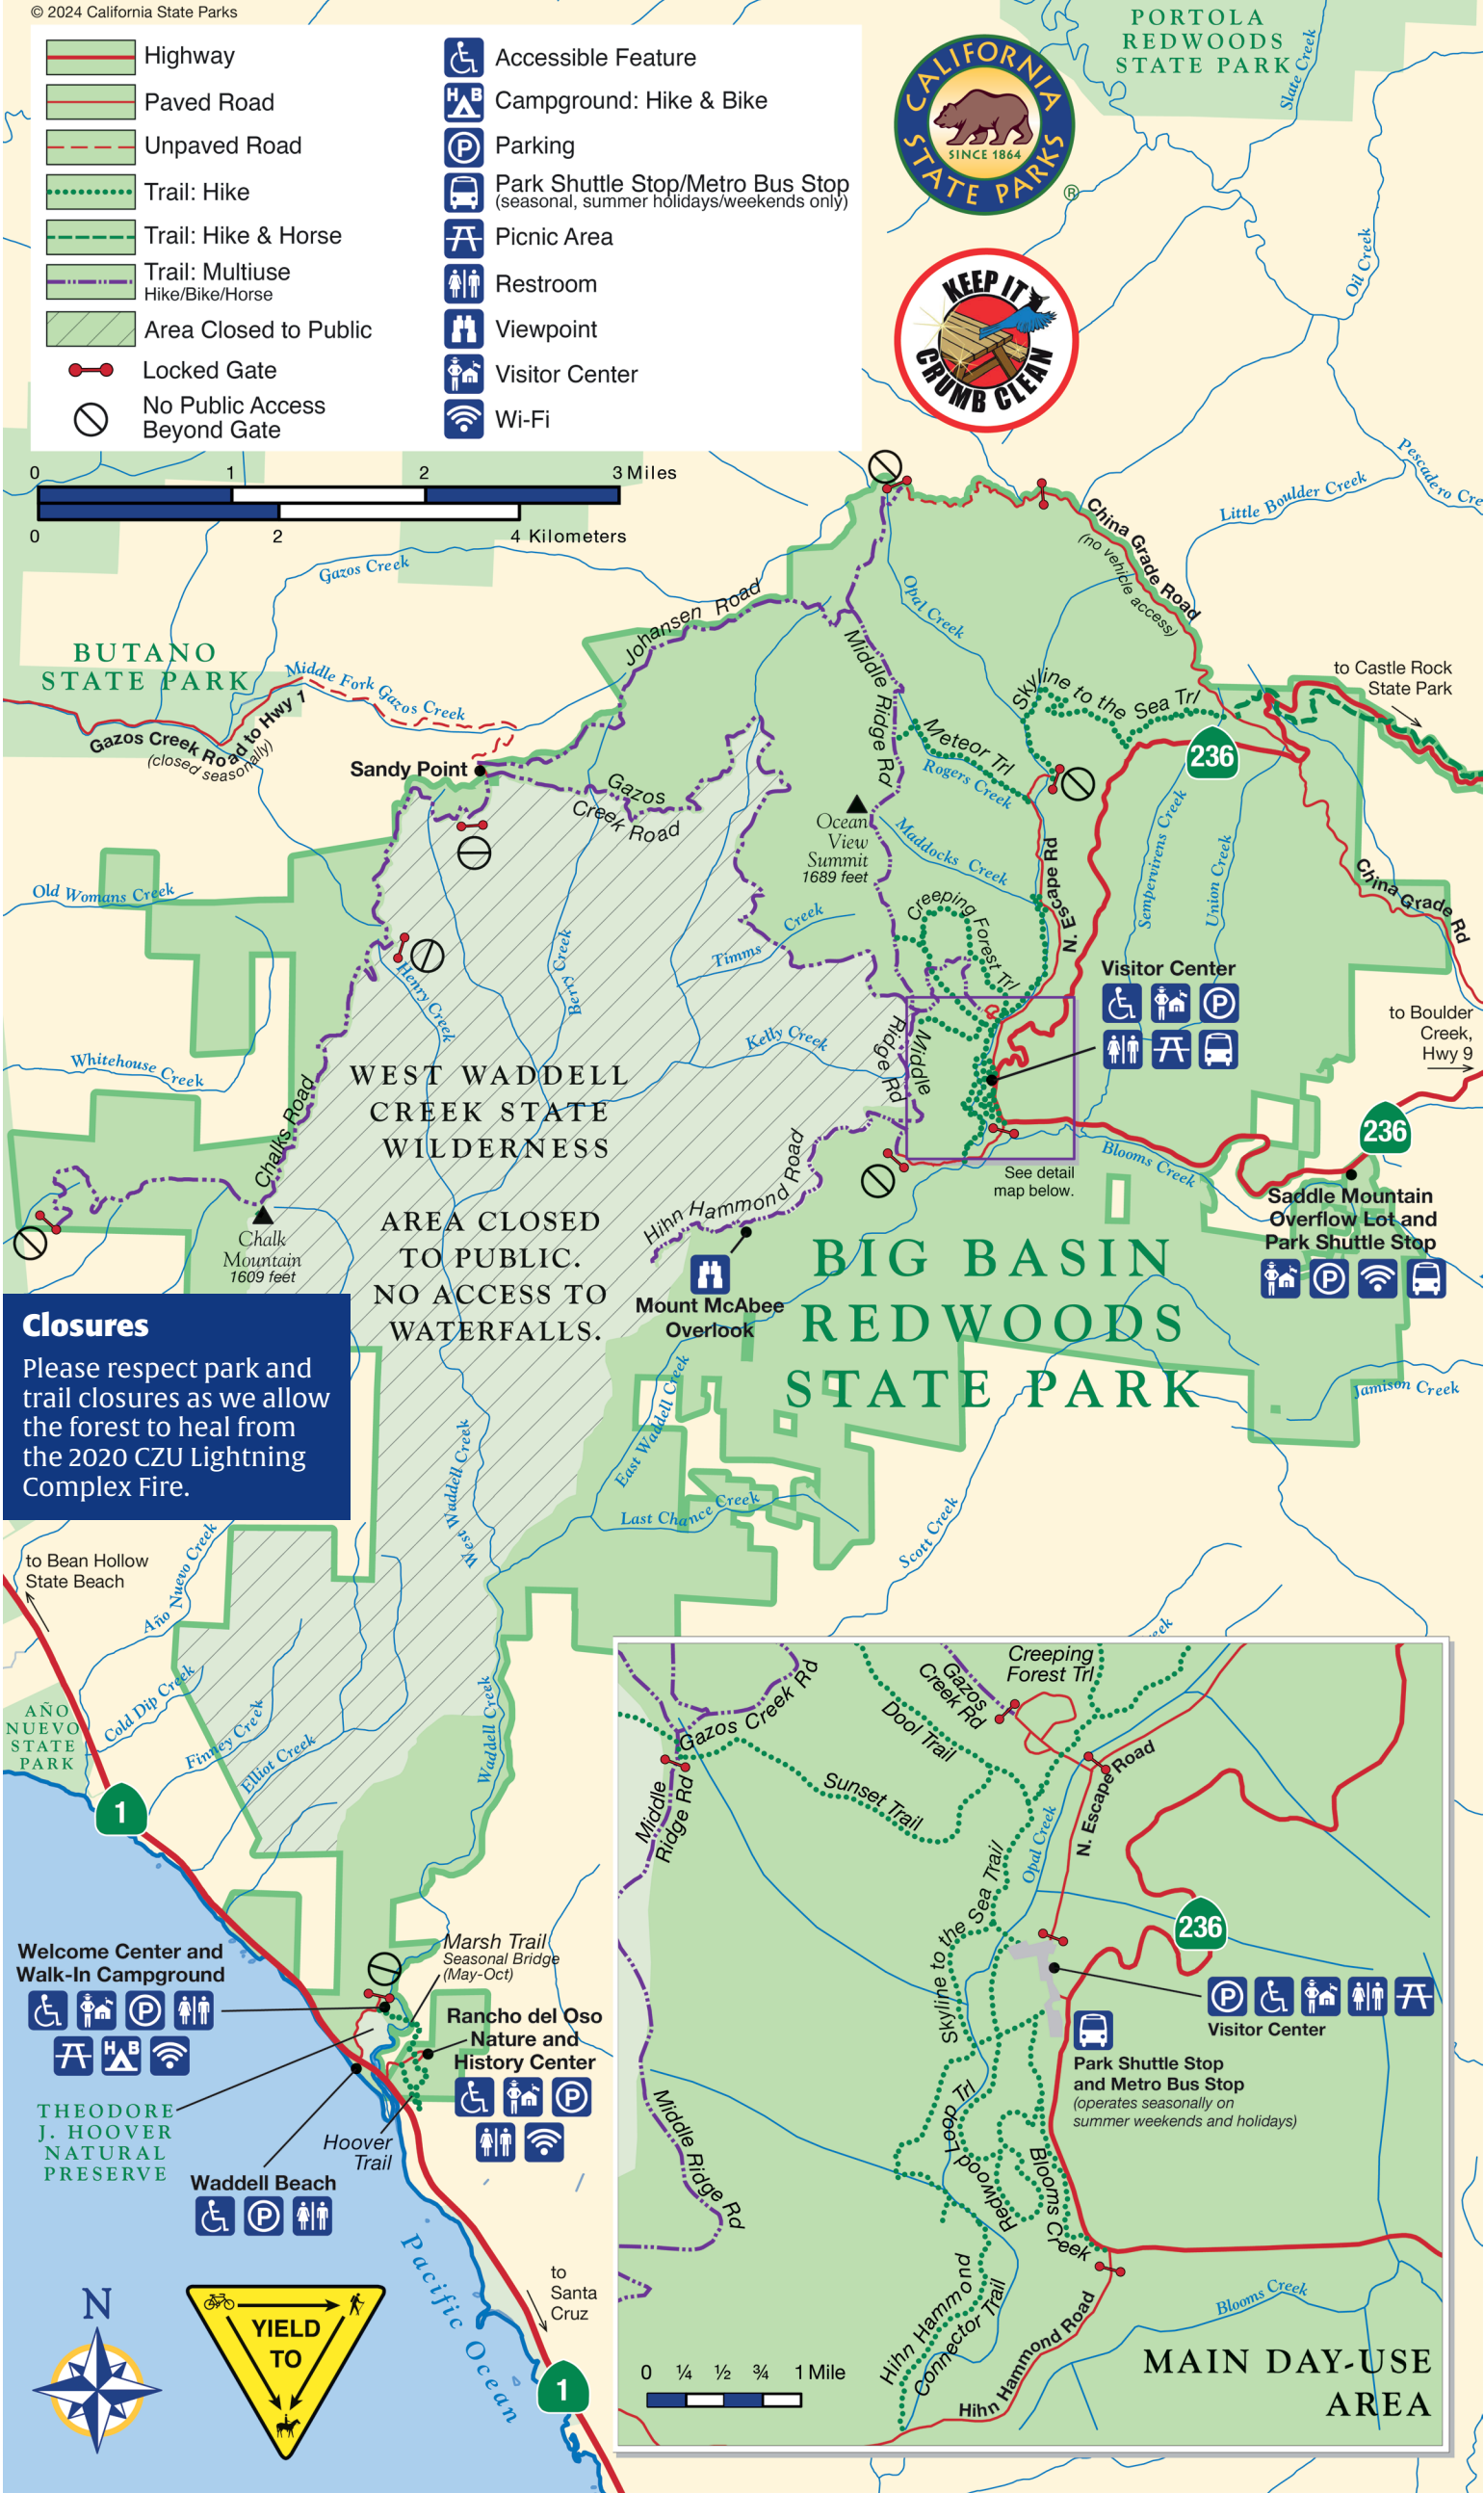 © 2024 California State Parks
Highway
Paved Road
Unpaved Road
Trail: Hike
Trail: Hike & Horse
Trail: Multiuse
Hike/Bike/Horse
Area Closed to Public
Locked Gate
No Public Access
Beyond Gate
Accessible Feature
H B
Campground: Hike & Bike
P
Parking
Park Shuttle Stop/Metro Bus Stop
(seasonal, summer holidays/weekends only)
Picnic Area
Restroom
Viewpoint
Visitor Center
Wi-Fi
CALIFORNIA
STATE PARKS
SINCE 1864
®
KEEP IT
CRUMB CLEAN
PORTOLA
REDWOODS
STATE PARK
Slate Creek
Oil Creek
Pescadero Cre
Little Boulder Creek
0 1 2 3 Miles
0 2 4 Kilometers
Gazos Creek
China Grade Road
(no vehicle access)
Opal Creek
Johansen Road
Middle Ridge Rd
BUTANO
STATE PARK
Middle Fork Gazos Creek
Gazos Creek Road to Hwy 1
(closed seasonally)
Skyline to the Sea Trl
to Castle Rock
State Park
236
Meteor Trl
Rogers Creek
Sandy Point
Gazos
Creek Road
Ocean
View
Summit
1689 feet
Maddocks Creek
N. Escape Rd
Sempervirens Creek
Union Creek
China Grade Rd
Old Womans Creek
Creeping Forest Trl
Timms Creek
Berry Creek
Henry Creek
Visitor Center
P
to Boulder
Creek,
Hwy 9
Whitehouse Creek
Kelly Creek
Middle
Ridge Rd
WEST WADDELL
CREEK STATE
WILDERNESS
AREA CLOSED
TO PUBLIC.
NO ACCESS TO
WATERFALLS.
Chalks Road
Chalk
Mountain
1609 feet
Hihn Hammond Road
See detail
map below.
Blooms Creek
236
Saddle Mountain
Overflow Lot and
Park Shuttle Stop
P
Mount McAbee
Overlook
BIG BASIN
REDWOODS
STATE PARK
Jamison Creek
Closures
Please respect park and
trail closures as we allow
the forest to heal from
the 2020 CZU Lightning
Complex Fire.
East Waddell Creek
West Waddell Creek
Last Chance Creek
Scott Creek
eek
to Bean Hollow
State Beach
Año Nuevo Creek
Cold Dip Creek
Finney Creek
Elliot Creek
Waddell Creek
AÑO
NUEVO
STATE
PARK
1
Welcome Center and
Walk-In Campground
P
H B
Marsh Trail
Seasonal Bridge
(May-Oct)
Rancho del Oso
Nature and
History Center
P
THEODORE
J. HOOVER
NATURAL
PRESERVE
Hoover
Trail
Waddell Beach
P
Pacific Ocean
to
Santa
Cruz
1
N
YIELD
TO
Gazos Creek Rd
Gazos
Creek Rd
Creeping
Forest Trl
Dool Trail
Sunset Trail
Middle
Ridge Rd
N. Escape Road
Opal Creek
Skyline to the Sea Trail
236
P
Visitor Center
Park Shuttle Stop
and Metro Bus Stop
(operates seasonally on
summer weekends and holidays)
Redwood Loop Trl
Blooms Creek
Middle Ridge Rd
Hihn Hammond
Connector Trail
Hihn Hammond Road
Blooms Creek
0 ¼ ½ ¾ 1 Mile
MAIN DAY-USE
AREA